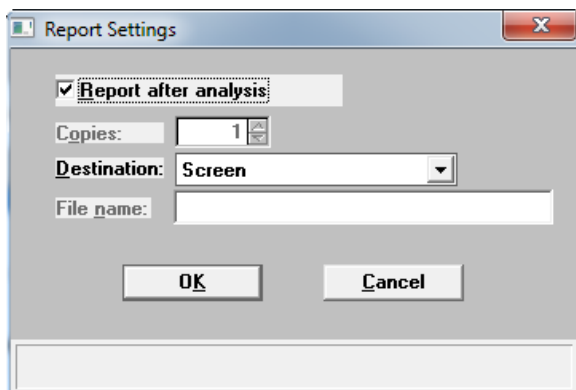 Report Settings
Report after analysis
Copies: 1
Destination: Screen
File name:
OK Cancel